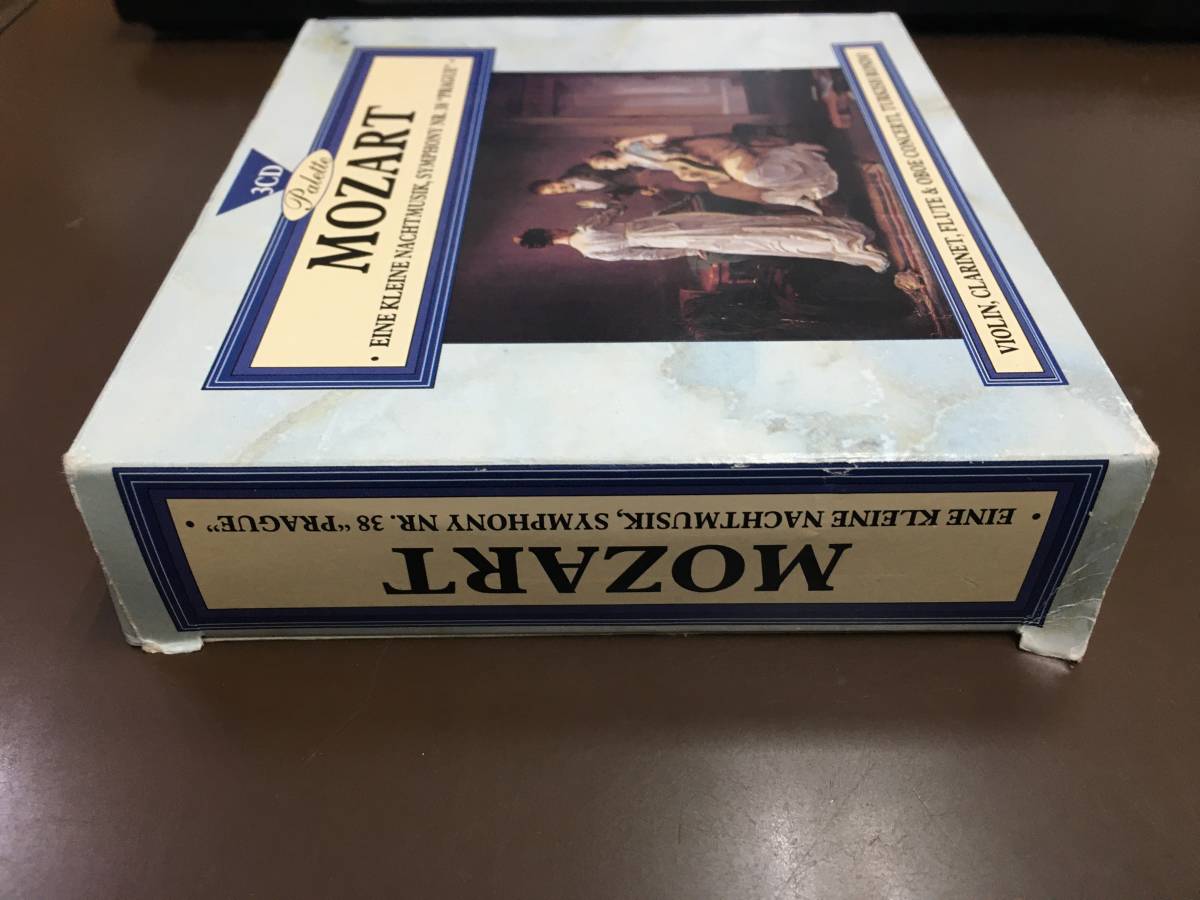 3CD
Palette
MOZART
• EINE KLEINE NACHTMUSIK, SYMPHONY NR. 38 "PRAGUE" •
VIOLIN, CLARINET, FLUTE & OBOE CONCERTI, TURKISH RONDO
MOZART
• EINE KLEINE NACHTMUSIK, SYMPHONY NR. 38 “PRAGUE” •